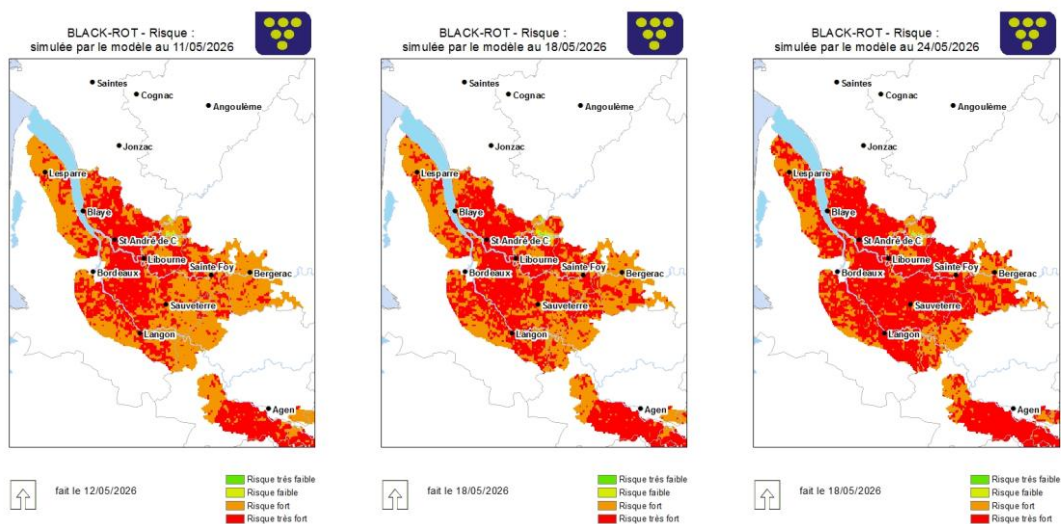 BLACK-ROT - Risque :
simulée par le modèle au 11/05/2026
Saintes
Cognac
Angoulème
Jonzac
Lesparre
Blaye
St André de C
Libourne
Sainte Foy
Bordeaux
Bergerac
Sauveterre
Langon
Agen
fait le 12/05/2026
Risque très faible
Risque faible
Risque fort
Risque très fort
BLACK-ROT - Risque :
simulée par le modèle au 18/05/2026
Saintes
Cognac
Angoulème
Jonzac
Lesparre
Blaye
St André de C
Libourne
Sainte Foy
Bordeaux
Bergerac
Sauveterre
Langon
Agen
fait le 18/05/2026
Risque très faible
Risque faible
Risque fort
Risque très fort
BLACK-ROT - Risque :
simulée par le modèle au 24/05/2026
Saintes
Cognac
Angoulème
Jonzac
Lesparre
Blaye
St André de C
Libourne
Sainte Foy
Bordeaux
Bergerac
Sauveterre
Langon
Agen
fait le 18/05/2026
Risque très faible
Risque faible
Risque fort
Risque très fort